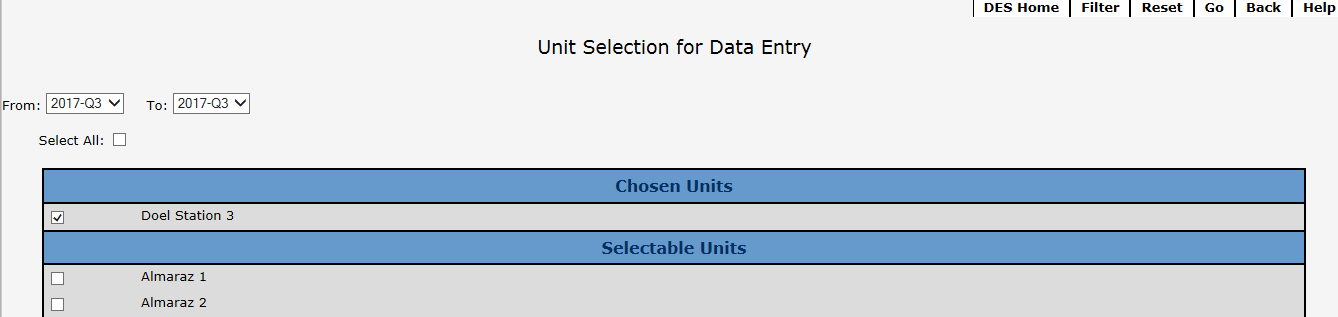 DES Home Filter Reset Go Back Help
Unit Selection for Data Entry
From: 2017-Q3 To: 2017-Q3
Select All:
Chosen Units
Doel Station 3
Selectable Units
Almaraz 1
Almaraz 2